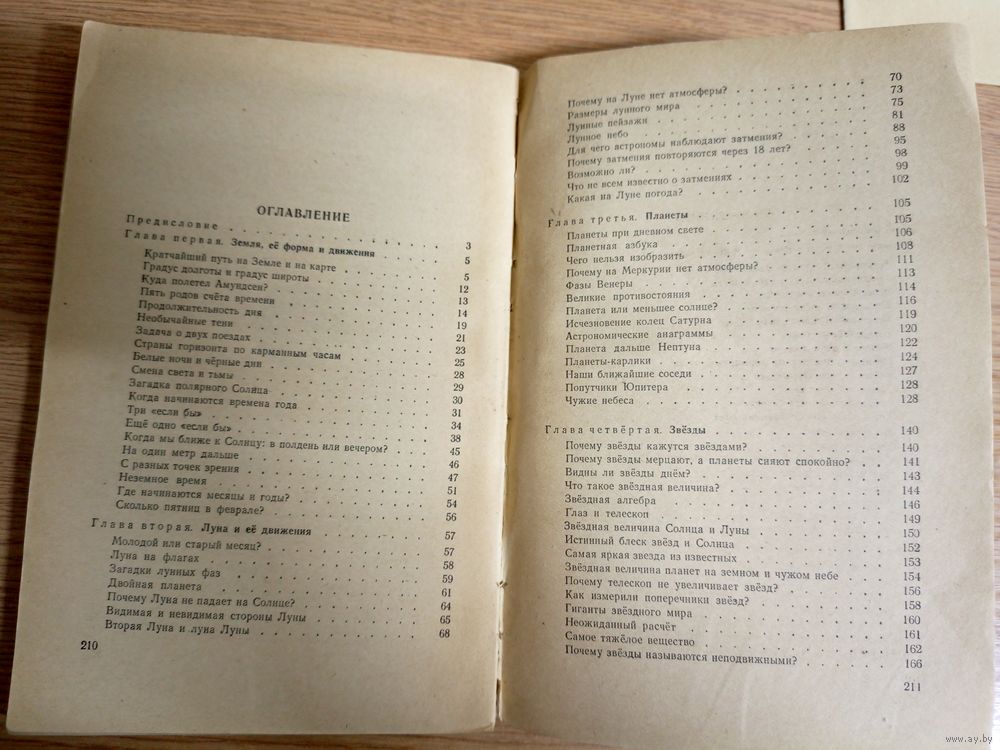 ОГЛАВЛЕНИЕ
Предисловие . . . . . . . . . . 3
Глава первая. Земля, её форма и движения 5
Кратчайший путь на Земле и на карте . . . . . 5
Градус долготы и градус широты . . . . . 12
Куда полетел Амундсен? . . . . . 13
Пять родов счёта времени . . . . . 14
Продолжительность дня . . . . . 19
Необычайные тени . . . . . 21
Задача о двух поездах . . . . . 23
Страны горизонта по карманным часам . . . . . 25
Белые ночи и чёрные дни . . . . . 28
Смена света и тьмы . . . . . 29
Загадка полярного Солнца . . . . . 30
Когда начинаются времена года . . . . . 31
Три «если бы» . . . . . 34
Ещё одно «если бы» . . . . . 38
Когда мы ближе к Солнцу: в полдень или вечером? . . 45
На один метр дальше . . . . . 46
С разных точек зрения . . . . . 47
Неземное время . . . . . 51
Где начинаются месяцы и годы? . . . . . 54
Сколько пятниц в феврале? . . . . . 56
Глава вторая. Луна и её движения . . . . . 57
Молодой или старый месяц? . . . . . 57
Луна на флагах . . . . . 58
Загадки лунных фаз . . . . . 59
Двойная планета . . . . . 61
Почему Луна не падает на Солнце? . . . . . 64
Видимая и невидимая стороны Луны . . . . . 65
Вторая Луна и луна Луны . . . . . 68
210
Почему на Луне нет атмосферы? . . . . . 70
Размеры лунного мира . . . . . 73
Лунные пейзажи . . . . . 75
Лунное небо . . . . . 81
Для чего астрономы наблюдают затмения? . . . . . 88
Почему затмения повторяются через 18 лет? . . . . . 95
Возможно ли? . . . . . 98
Что не всем известно о затмениях . . . . . 99
Какая на Луне погода? . . . . . 102
Глава третья. Планеты . . . . . 105
Планеты при дневном свете . . . . . 105
Планетная азбука . . . . . 106
Чего нельзя изобразить . . . . . 108
Почему на Меркурии нет атмосферы? . . . . . 111
Фазы Венеры . . . . . 113
Великие противостояния . . . . . 114
Планета или меньшее солнце? . . . . . 116
Исчезновение колец Сатурна . . . . . 119
Астрономические анаграммы . . . . . 120
Планета дальше Нептуна . . . . . 122
Планеты-карлики . . . . . 124
Наши ближайшие соседи . . . . . 127
Попутчики Юпитера . . . . . 128
Чужие небеса . . . . . 128
Глава четвёртая. Звёзды . . . . . 140
Почему звёзды кажутся звёздами? . . . . . 140
Почему звёзды мерцают, а планеты сияют спокойно? . . 141
Видны ли звёзды днём? . . . . . 143
Что такое звёздная величина? . . . . . 144
Звёздная алгебра . . . . . 146
Глаз и телескоп . . . . . 149
Звёздная величина Солнца и Луны . . . . . 150
Истинный блеск звёзд и Солнца . . . . . 152
Самая яркая звезда из известных . . . . . 153
Звёздная величина планет на земном и чужом небе . . 154
Почему телескоп не увеличивает звёзд? . . . . . 156
Как измерили поперечники звёзд? . . . . . 158
Гиганты звёздного мира . . . . . 160
Неожиданный расчёт . . . . . 161
Самое тяжёлое вещество . . . . . 162
Почему звёзды называются неподвижными? . . . . . 166
211
www.ay.by